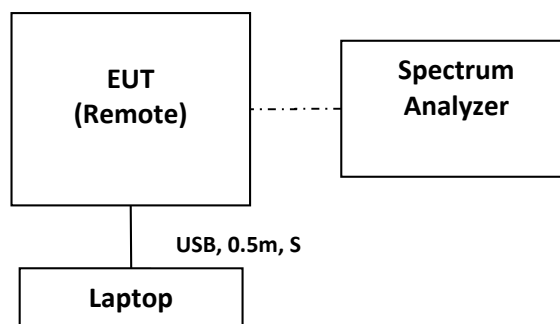 EUT
(Remote)
Spectrum
Analyzer
USB, 0.5m, S
Laptop